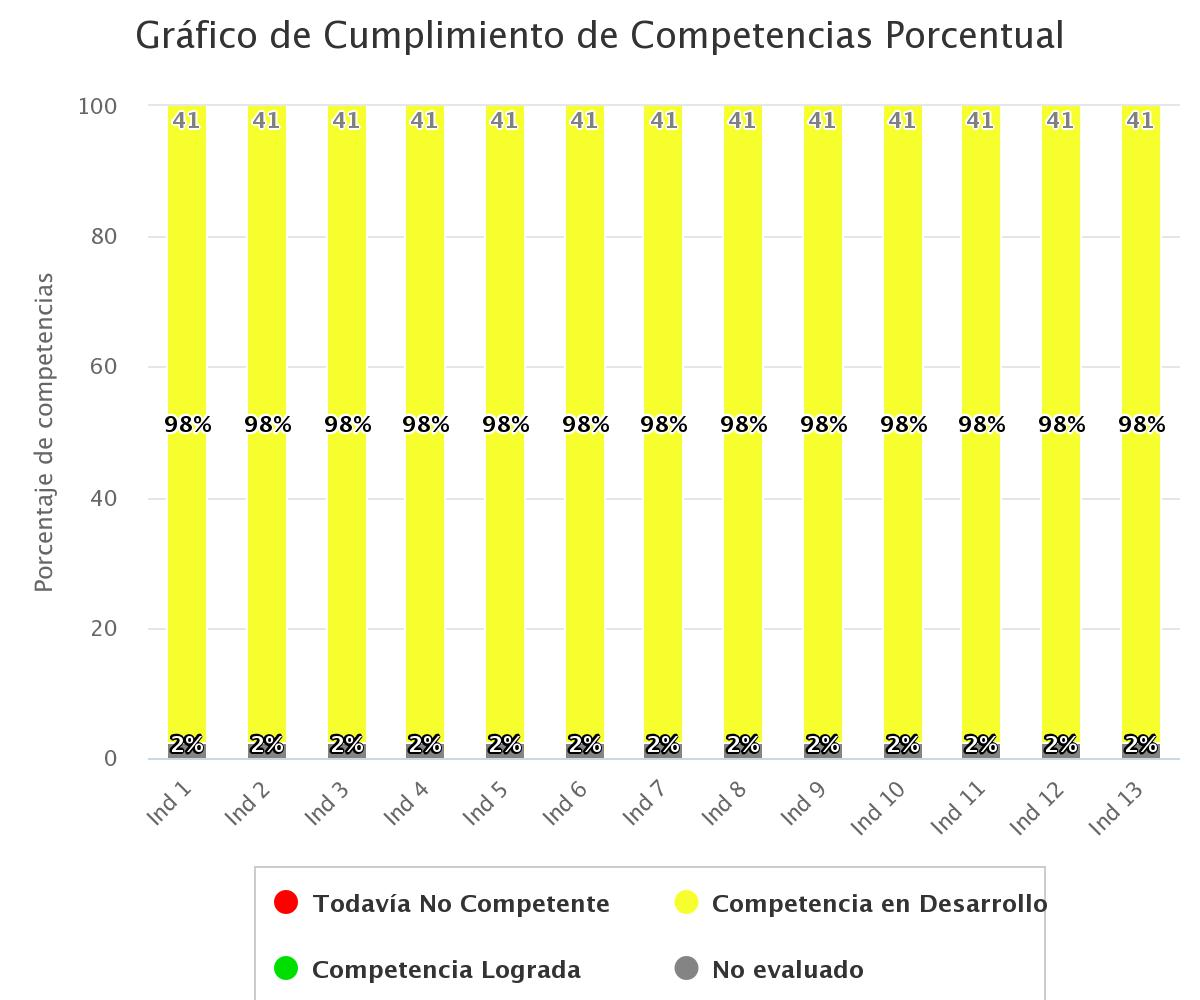 Gráfico de Cumplimiento de Competencias Porcentual
Porcentaje de competencias
100
80
60
40
20
0
41 41 41 41 41 41 41 41 41 41 41 41 41
98% 98% 98% 98% 98% 98% 98% 98% 98% 98% 98% 98% 98%
2% 2% 2% 2% 2% 2% 2% 2% 2% 2% 2% 2% 2%
Ind 1 Ind 2 Ind 3 Ind 4 Ind 5 Ind 6 Ind 7 Ind 8 Ind 9 Ind 10 Ind 11 Ind 12 Ind 13
Todavía No Competente Competencia en Desarrollo
Competencia Lograda No evaluado